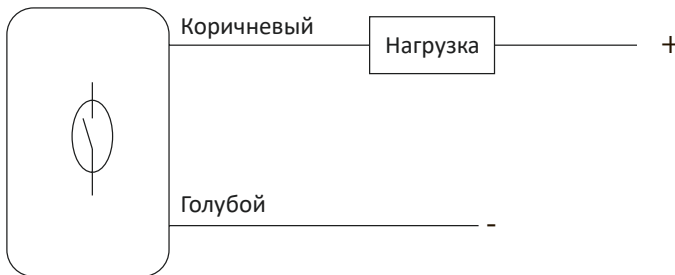 Коричневый
Нагрузка
+
Голубой
-